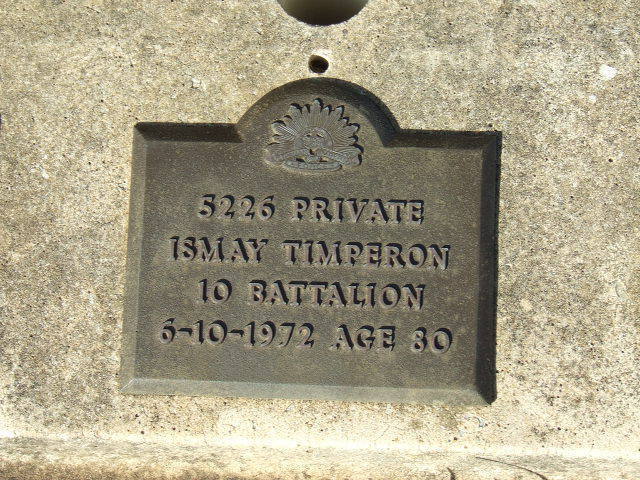 5226 PRIVATE
ISMAY TIMPERON
10 BATTALION
6-10-1972 AGE 80